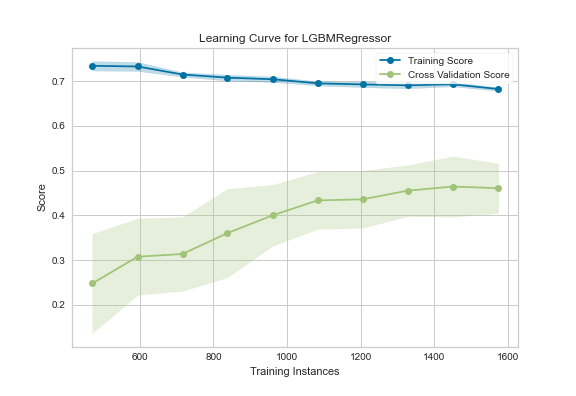 Learning Curve for LGBMRegressor
Training Score
Cross Validation Score
0.7
0.6
0.5
0.4
0.3
0.2
Score
600
800
1000
1200
1400
1600
Training Instances